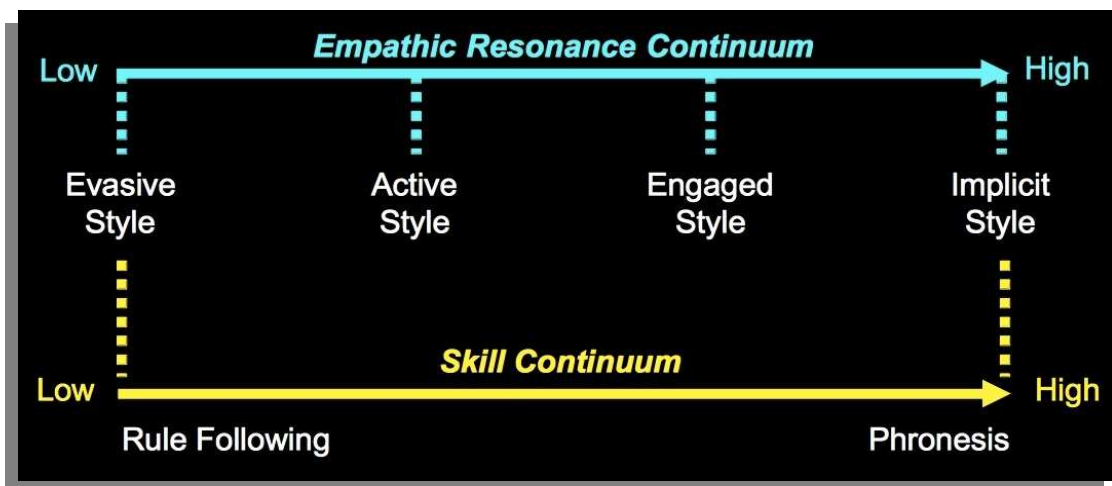 Empathic Resonance Continuum
Low
High
Evasive
Style
Active
Style
Engaged
Style
Implicit
Style
Skill Continuum
Low
High
Rule Following
Phronesis